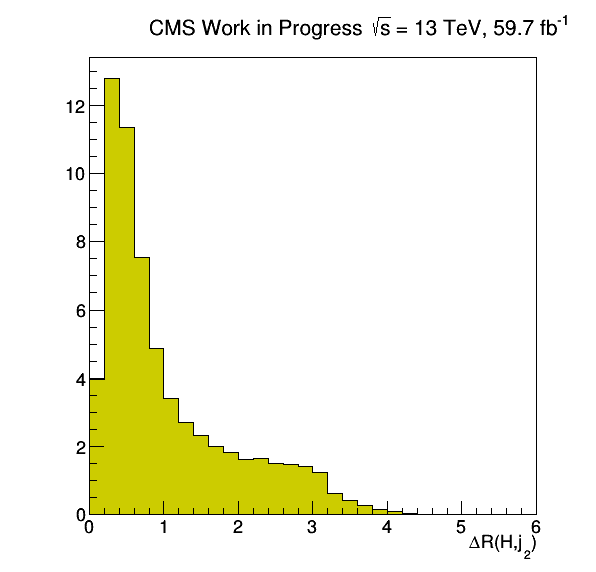 CMS Work in Progress √s = 13 TeV, 59.7 fb⁻¹
12
10
8
6
4
2
0
0 1 2 3 4 5 6
ΔR(H,j₂)